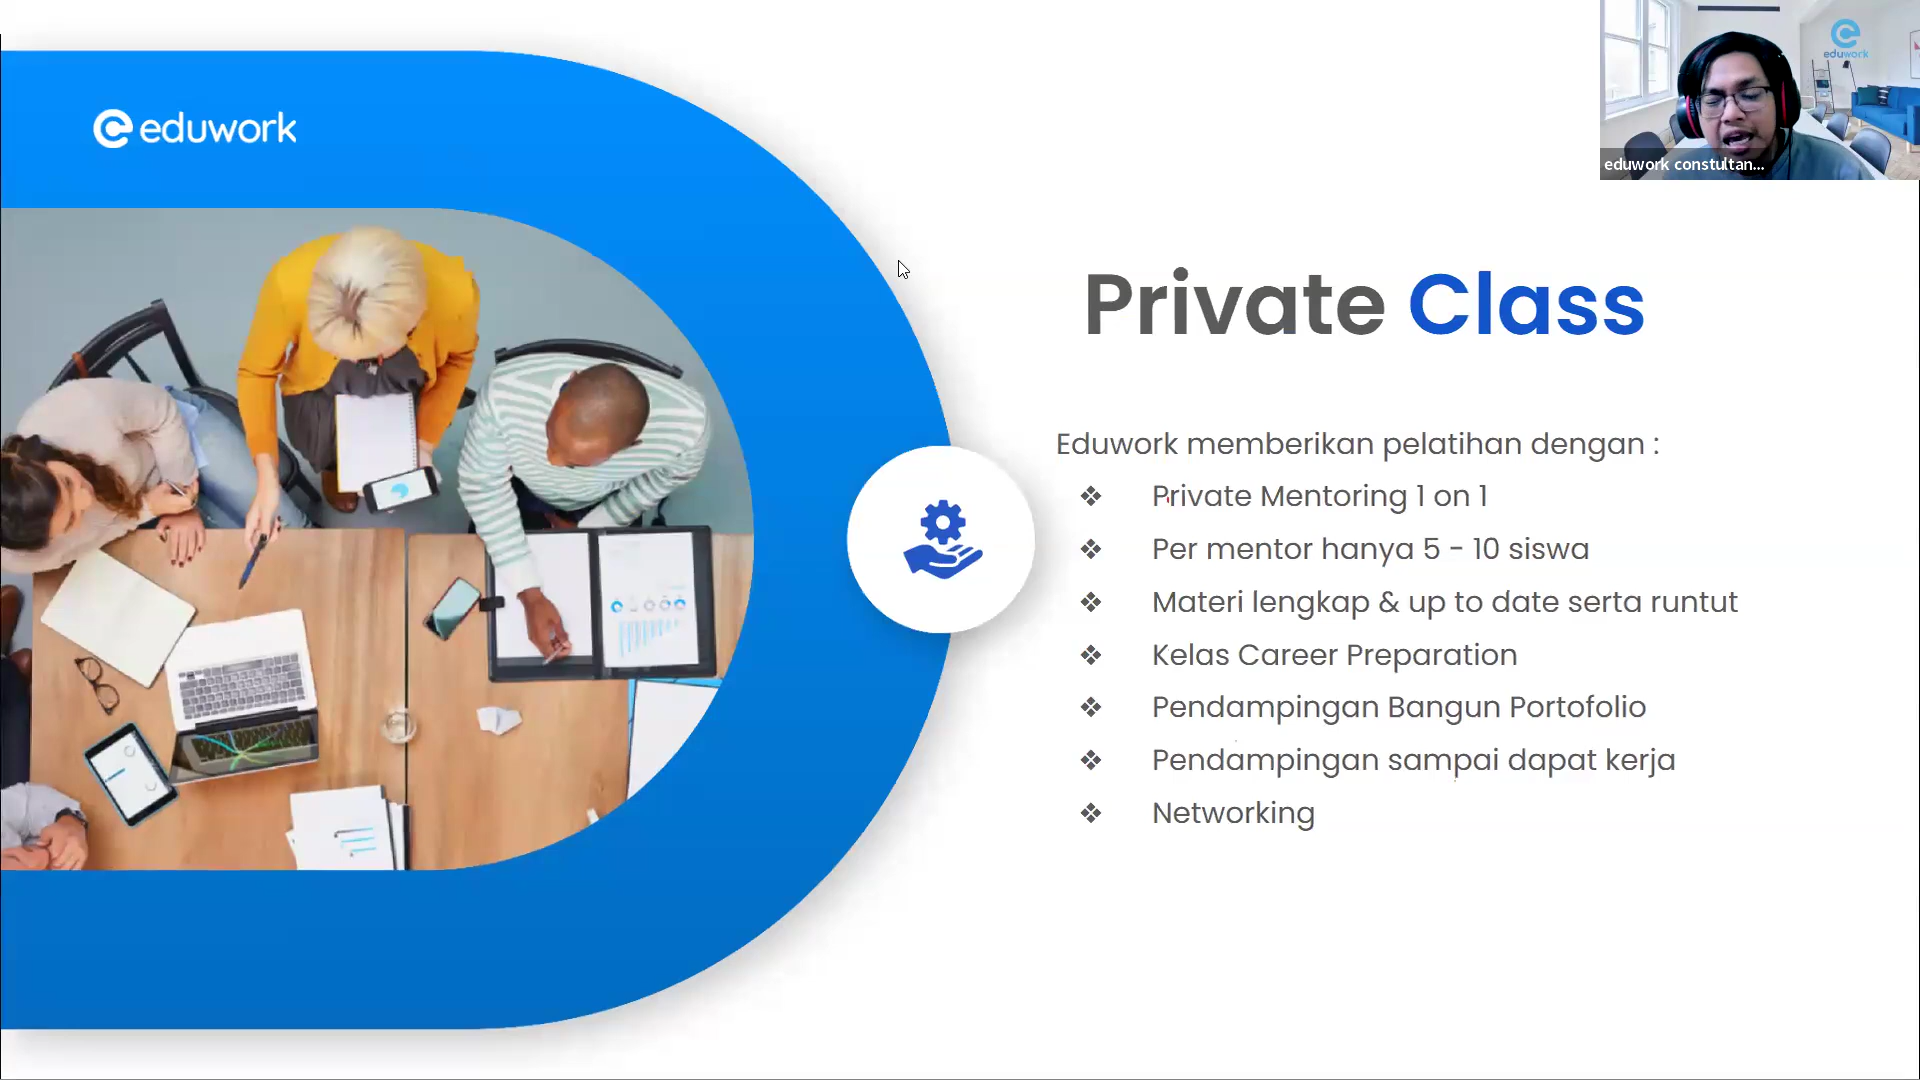 eduwork
eduwork
eduwork constultan...
Private Class
Eduwork memberikan pelatihan dengan :
❖ Private Mentoring 1 on 1
❖ Per mentor hanya 5 - 10 siswa
❖ Materi lengkap & up to date serta runtut
❖ Kelas Career Preparation
❖ Pendampingan Bangun Portofolio
❖ Pendampingan sampai dapat kerja
❖ Networking